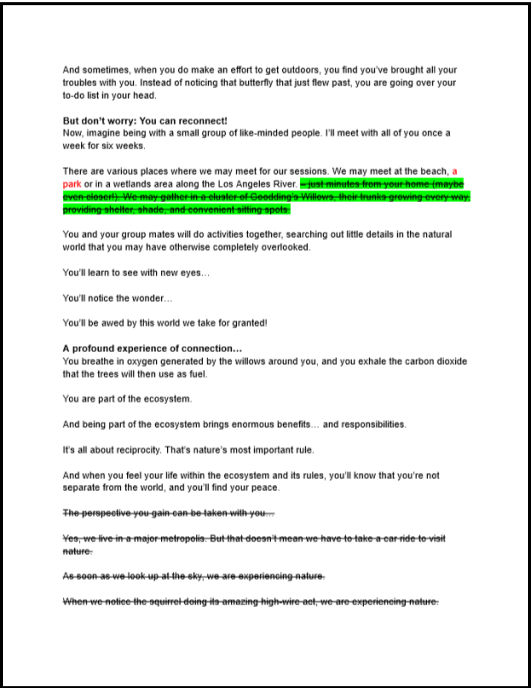 And sometimes, when you do make an effort to get outdoors, you find you've brought all your
troubles with you. Instead of noticing that butterfly that just flew past, you are going over your
to-do list in your head.
But don't worry: You can reconnect!
Now, imagine being with a small group of like-minded people. I'll meet with all of you once a
week for six weeks.
There are various places where we may meet for our sessions. We may meet at the beach, a
park or in a wetlands area along the Los Angeles River. – just minutes from your home (maybe
even closer!). We may gather in a cluster of Geodding's Willows, their trunks growing every way,
providing shelter, shade, and convenient sitting spots.
You and your group mates will do activities together, searching out little details in the natural
world that you may have otherwise completely overlooked.
You'll learn to see with new eyes…
You'll notice the wonder…
You'll be awed by this world we take for granted!
A profound experience of connection…
You breathe in oxygen generated by the willows around you, and you exhale the carbon dioxide
that the trees will then use as fuel.
You are part of the ecosystem.
And being part of the ecosystem brings enormous benefits… and responsibilities.
It's all about reciprocity. That's nature's most important rule.
And when you feel your life within the ecosystem and its rules, you'll know that you're not
separate from the world, and you'll find your peace.
The perspective you gain can be taken with you…
Yes, we live in a major metropolis. But that doesn't mean we have to take a car ride to visit
nature.
As soon as we look up at the sky, we are experiencing nature.
When we notice the squirrel doing its amazing high-wire act, we are experiencing nature.